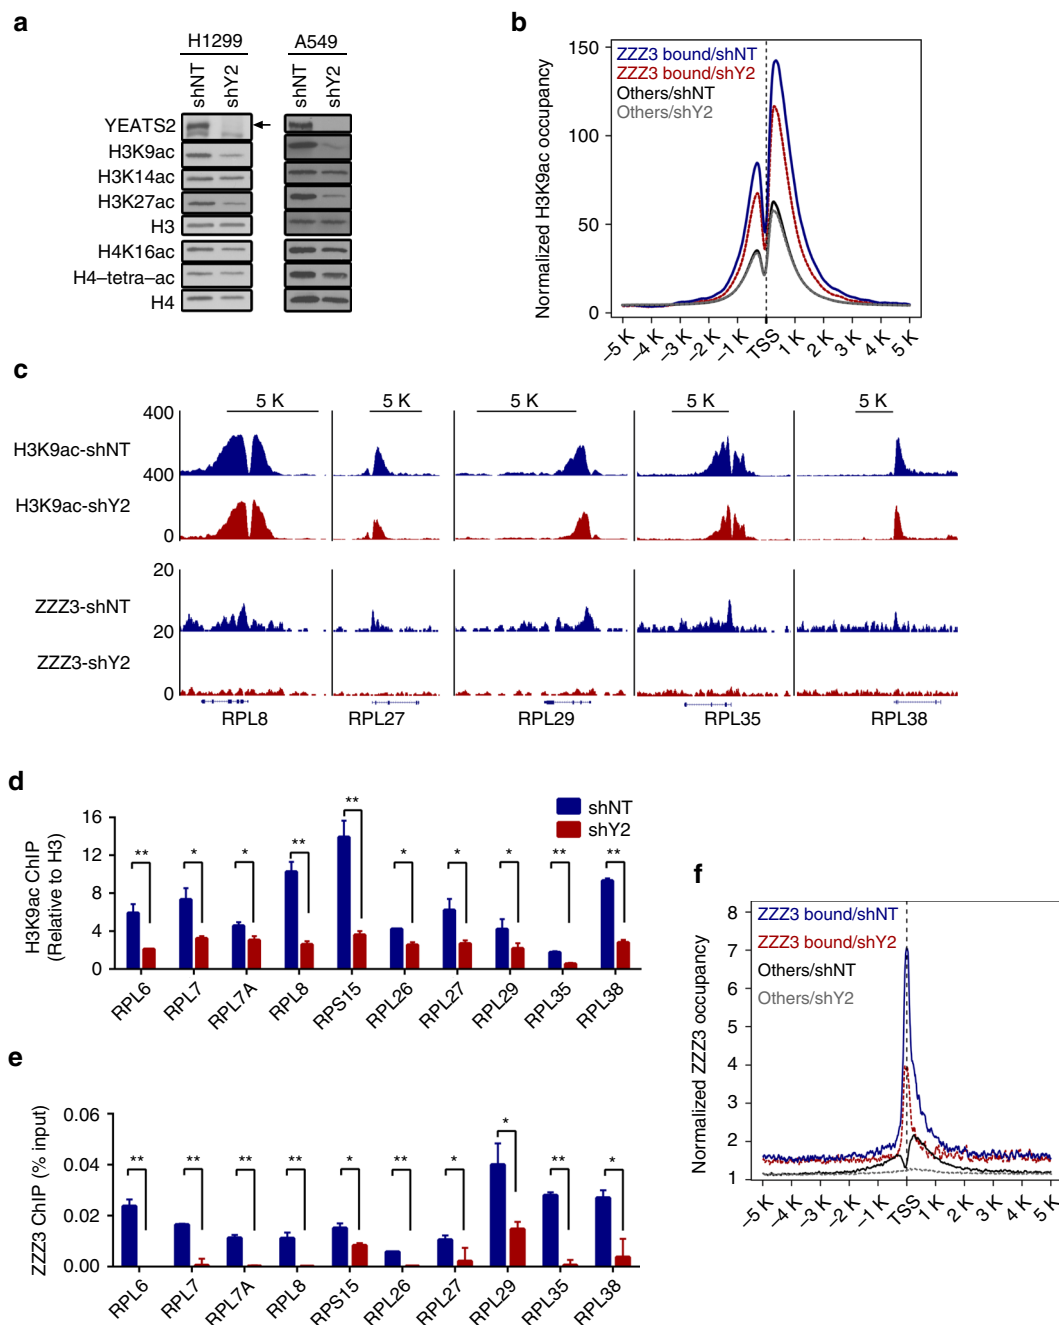 a
H1299
A549
shNT
shY2
shNT
shY2
YEATS2
H3K9ac
H3K14ac
H3K27ac
H3
H4K16ac
H4–tetra–ac
H4
b
Normalized H3K9ac occupancy
150
100
50
0
ZZZ3 bound/shNT
ZZZ3 bound/shY2
Others/shNT
Others/shY2
–5 K
–4 K
–3 K
–2 K
–1 K
TSS
1 K
2 K
3 K
4 K
5 K
c
5 K
5 K
5 K
5 K
5 K
400
H3K9ac-shNT
400
H3K9ac-shY2
0
20
ZZZ3-shNT
20
ZZZ3-shY2
0
RPL8
RPL27
RPL29
RPL35
RPL38
d
H3K9ac ChIP
(Relative to H3)
16
12
8
4
0
**
*
*
**
**
*
*
*
**
**
shNT
shY2
RPL6
RPL7
RPL7A
RPL8
RPS15
RPL26
RPL27
RPL29
RPL35
RPL38
e
ZZZ3 ChIP (% input)
0.06
0.04
0.02
0.00
**
**
**
**
*
**
*
*
**
*
RPL6
RPL7
RPL7A
RPL8
RPS15
RPL26
RPL27
RPL29
RPL35
RPL38
f
Normalized ZZZ3 occupancy
8
7
6
5
4
3
2
1
ZZZ3 bound/shNT
ZZZ3 bound/shY2
Others/shNT
Others/shY2
–5 K
–4 K
–3 K
–2 K
–1 K
TSS
1 K
2 K
3 K
4 K
5 K